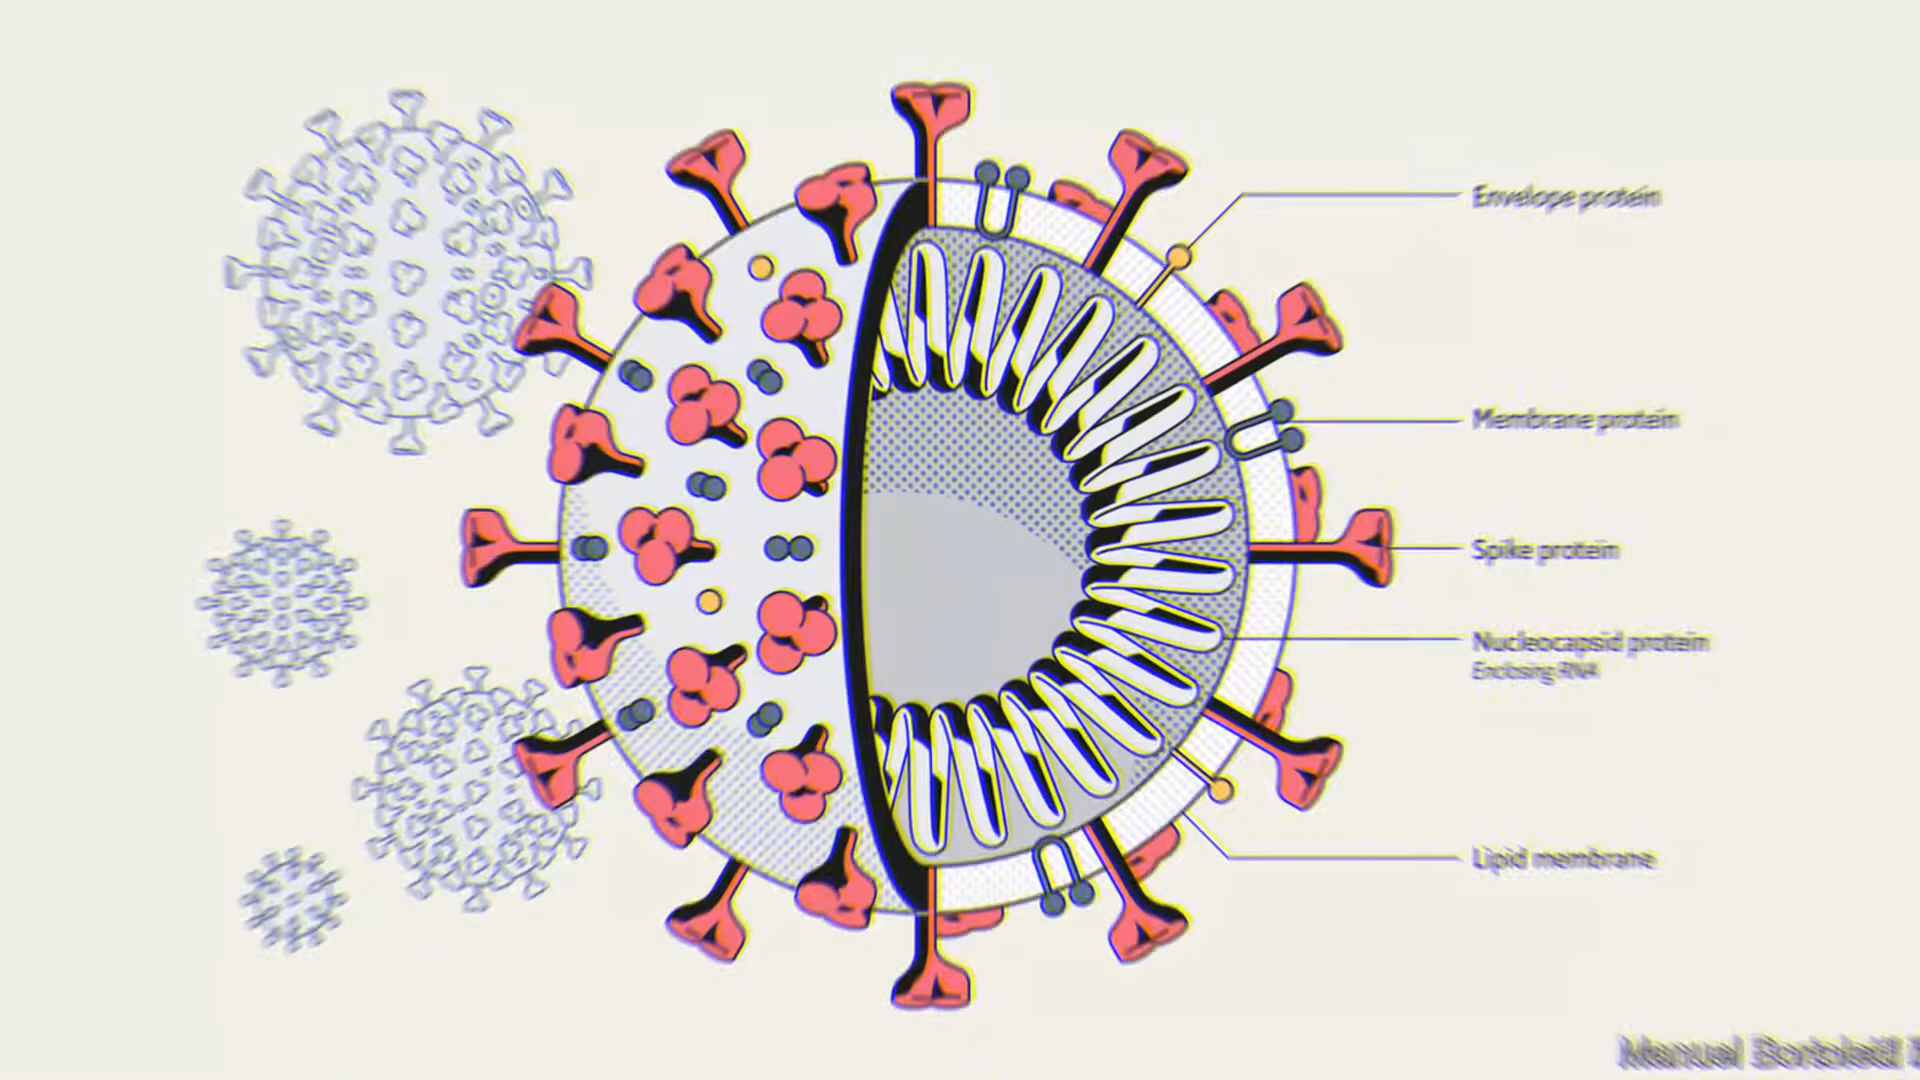 Envelope protein
Membrane protein
Spike protein
Nucleocapsid protein
Enclosing RNA
Lipid membrane
Manuel Bortoletti